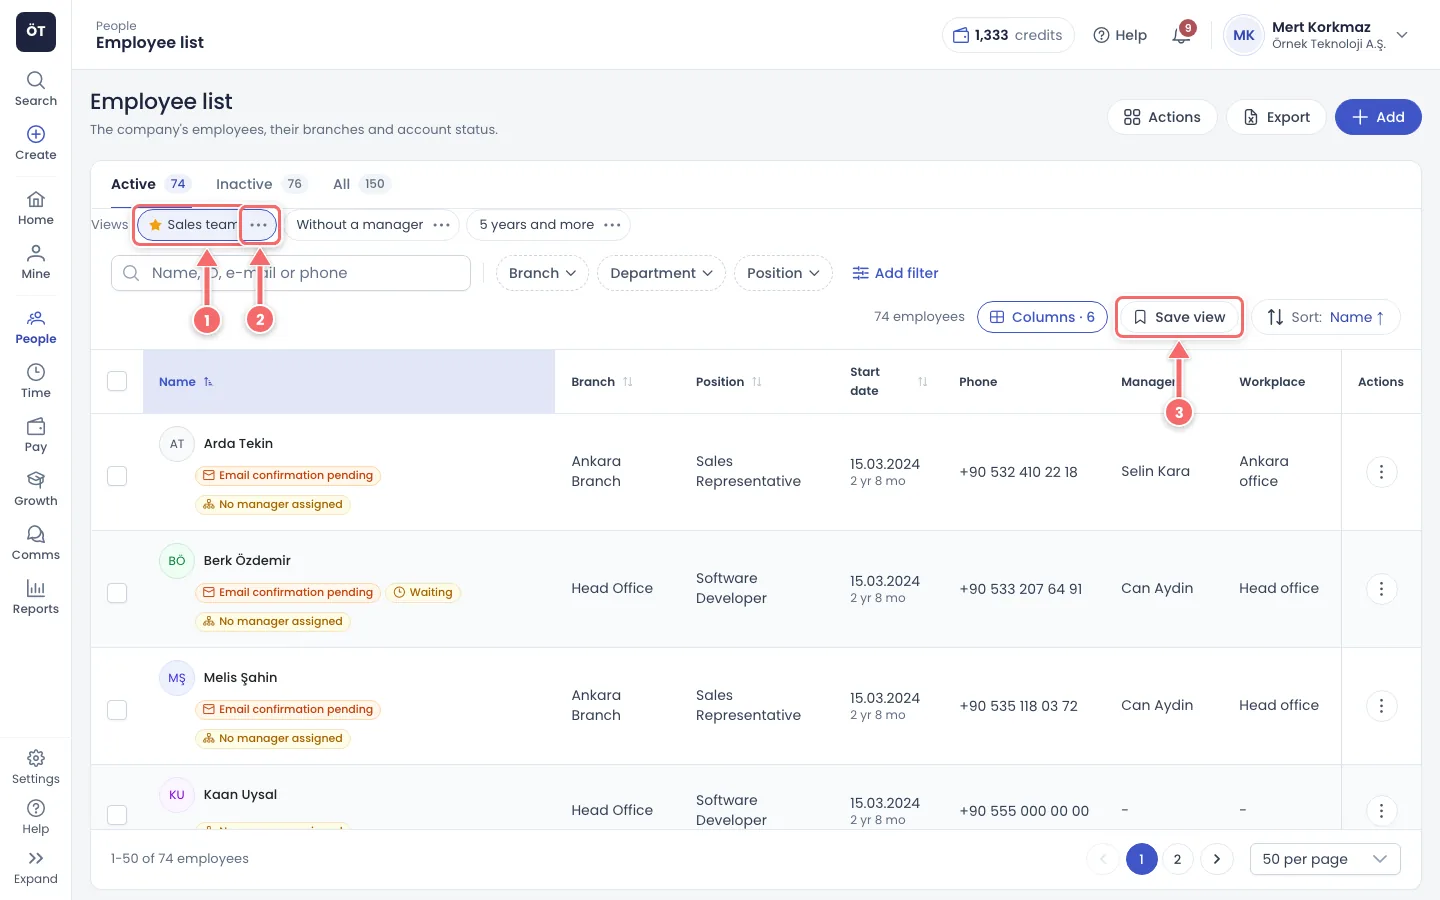 ÖT
Search
Create
Home
Mine
People
Time
Pay
Growth
Comms
Reports
Settings
Help
Expand
People
Employee list
1,333 credits
Help
9
MK
Mert Korkmaz
Örnek Teknoloji A.Ş.
Employee list
The company's employees, their branches and account status.
Actions
Export
Add
Active 74
Inactive 76
All 150
Views
Sales team
Without a manager
5 years and more
Name, ID, e-mail or phone
Branch
Department
Position
Add filter
1
2
74 employees
Columns · 6
Save view
Sort: Name ↑
3
Name
Branch
Position
Start date
Phone
Manager
Workplace
Actions
AT
Arda Tekin
Email confirmation pending
No manager assigned
Ankara Branch
Sales Representative
15.03.2024
2 yr 8 mo
+90 532 410 22 18
Selin Kara
Ankara office
BÖ
Berk Özdemir
Email confirmation pending
Waiting
No manager assigned
Head Office
Software Developer
15.03.2024
2 yr 8 mo
+90 533 207 64 91
Can Aydin
Head office
MŞ
Melis Şahin
Email confirmation pending
No manager assigned
Ankara Branch
Sales Representative
15.03.2024
2 yr 8 mo
+90 535 118 03 72
Can Aydin
Head office
KU
Kaan Uysal
Head Office
Software Developer
15.03.2024
2 yr 8 mo
+90 555 000 00 00
-
-
1-50 of 74 employees
1
2
50 per page